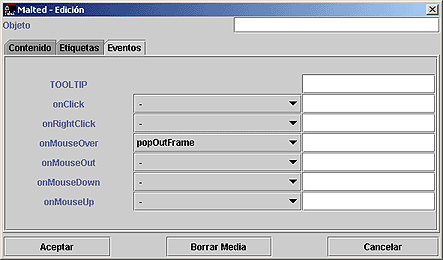 Malted - Edición
Objeto
Contenido Etiquetas Eventos
TOOLTIP
onClick -
onRightClick -
onMouseOver popOutFrame
onMouseOut -
onMouseDown -
onMouseUp -
Aceptar Borrar Media Cancelar